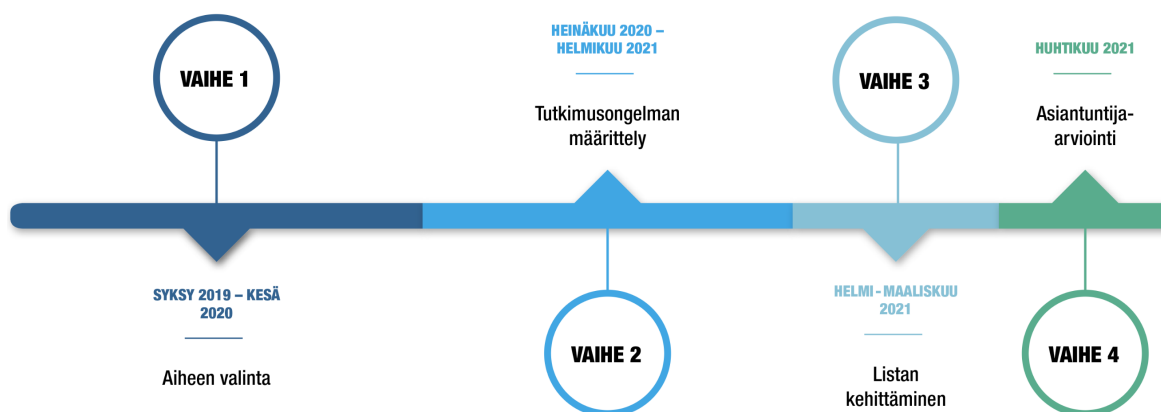 VAIHE 1
SYKSY 2019 – KESÄ
2020
Aiheen valinta
HEINÄKUU 2020 –
HELMIKUU 2021
Tutkimusongelman
määrittely
VAIHE 2
VAIHE 3
HELMI - MAALISKUU
2021
Listan
kehittäminen
HUHTIKUU 2021
Asiantuntija-
arviointi
VAIHE 4